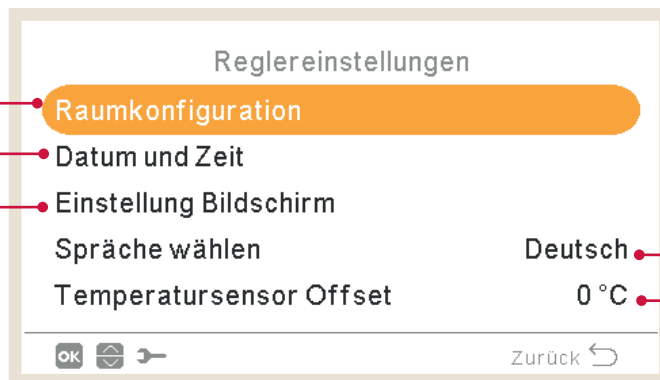 Reglereinstellungen
Raumkonfiguration
Datum und Zeit
Einstellung Bildschirm
Spräche wählen Deutsch
Temperatursensor Offset 0 °C
OK Zurück